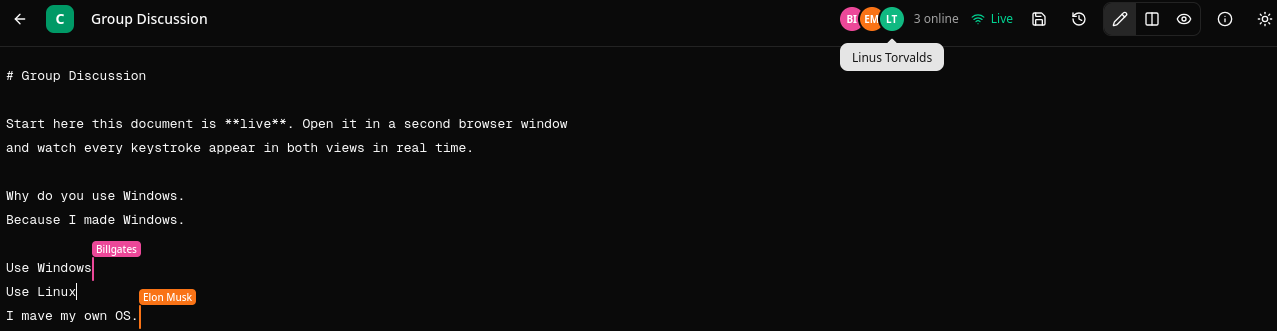 C Group Discussion BI EM LT 3 online Live
Linus Torvalds
# Group Discussion
Start here this document is **live**. Open it in a second browser window
and watch every keystroke appear in both views in real time.
Why do you use Windows.
Because I made Windows.
Billgates
Use Windows
Use Linux
Elon Musk
I mave my own OS.